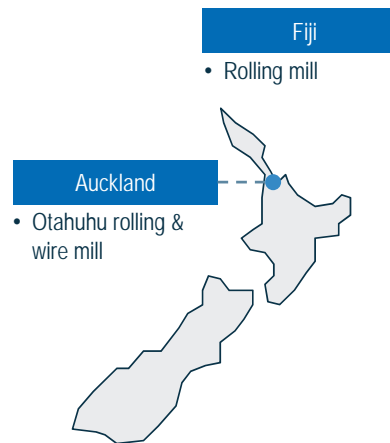 Fiji
• Rolling mill
Auckland
• Otahuhu rolling &
wire mill